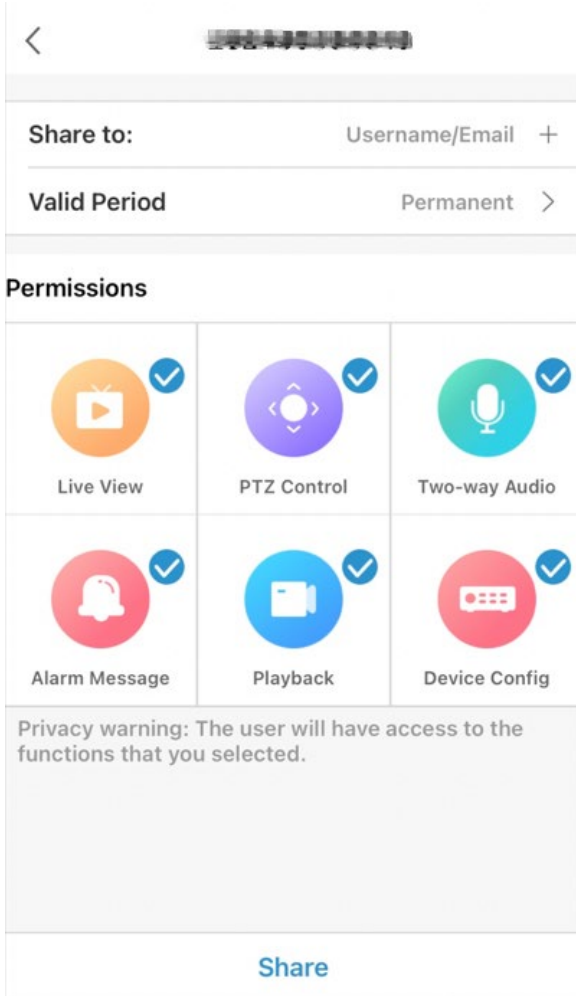 Share to: Username/Email +
Valid Period Permanent >
Permissions
Live View PTZ Control Two-way Audio
Alarm Message Playback Device Config
Privacy warning: The user will have access to the
functions that you selected.
Share